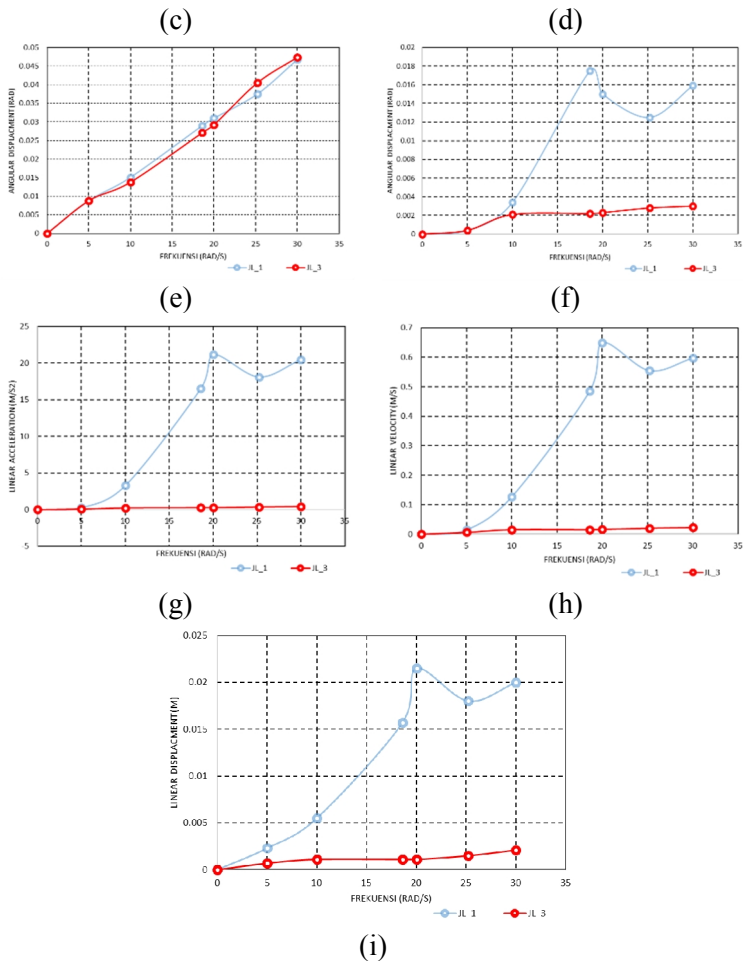 (c)
(d)
0.05
0.045
0.04
0.035
0.03
0.025
0.02
0.015
0.01
0.005
0
ANGULAR DISPLACMENT (RAD)
0 5 10 15 20 25 30 35
FREKUENSI (RAD/S)
JL_1 JL_3
0.02
0.018
0.016
0.014
0.012
0.01
0.008
0.006
0.004
0.002
0
ANGULAR DISPLACMENT (RAD)
0 5 10 15 20 25 30 35
FREKUENSI (RAD/S)
JL_1 JL_3
(e)
(f)
25
20
15
10
5
0
-5
LINEAR ACCELERATION (M/S2)
0 5 10 15 20 25 30 35
FREKUENSI (RAD/S)
JL_1 JL_3
0.7
0.6
0.5
0.4
0.3
0.2
0.1
0
LINEAR VELOCITY (M/S)
0 5 10 15 20 25 30 35
FREKUENSI (RAD/S)
JL_1 JL_3
(g)
(h)
0.025
0.02
0.015
0.01
0.005
0
LINEAR DISPLACMENT (M)
0 5 10 15 20 25 30 35
FREKUENSI (RAD/S)
JL_1 JL_3
(i)